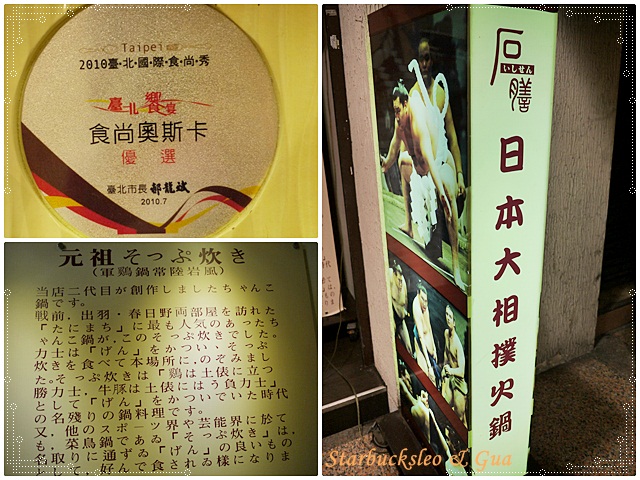 Taipei
2010臺·北·國·際·食·尚·秀
臺北饗宴
食尚奧斯卡
優選
臺北市長 郝龍斌
2010.7
元祖そっぷ炊き
(軍鶏鍋常陸岩風)
当店二代目が創作しましたちゃんこ
鍋です。
戦前.出羽・春日野両部屋を訪れた
「たにまち」に最も人気のあったち
ゃんこ鍋が.このそっぷ炊きでした。
力士は「げん」をかつい・そっぷ
炊きを食べて本場所に.のぞみまし
た。そっぷ炊きは「鶏は土俵に立つ
勝力士.牛豚は土俵にはう負力士」
として「げん」をかついでいた時代
の名残りの鍋料理です。
又.他のスポーツ界や芸能界に於て
も.菜鳥鍋であゐ「そっぷ炊き」は.
名取りに通ずゐ「げん」の良いもの
として.好んで食されゐ樣になりま
石膳
いしせん
日本大相撲火鍋
Starbucksleo & Gua